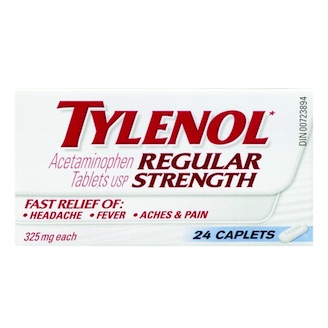 TYLENOL*
Acetaminophen
Tablets USP
REGULAR
STRENGTH
FAST RELIEF OF:
• HEADACHE • FEVER • ACHES & PAIN
325 mg each
24 CAPLETS
DIN 00723894